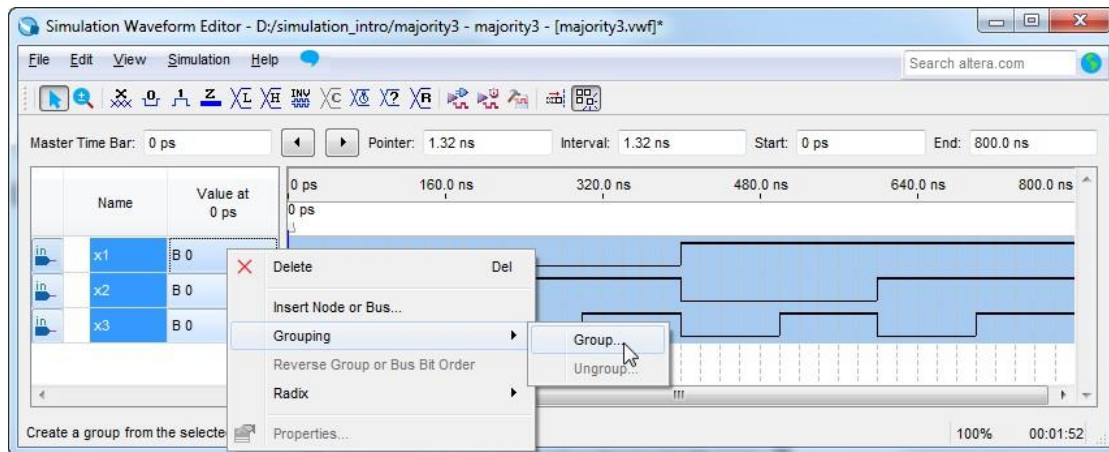 Simulation Waveform Editor - D:/simulation_intro/majority3 - majority3 - [majority3.vwf]*
File Edit View Simulation Help
Search altera.com
Master Time Bar: 0 ps Pointer: 1.32 ns Interval: 1.32 ns Start: 0 ps End: 800.0 ns
Name Value at 0 ps
0 ps 160.0 ns 320.0 ns 480.0 ns 640.0 ns 800.0 ns
0 ps
in x1 B 0
in x2 B 0
in x3 B 0
Delete Del
Insert Node or Bus...
Grouping
Group...
Reverse Group or Bus Bit Order
Ungroup...
Radix
Properties...
Create a group from the selecte
100% 00:01:52